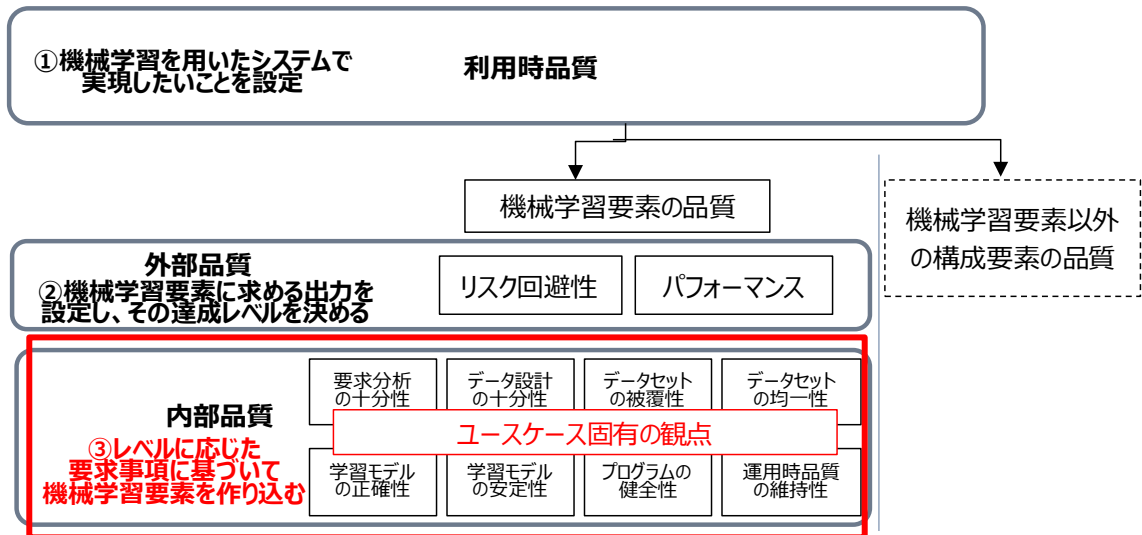 ①機械学習を用いたシステムで
実現したいことを設定
利用時品質
機械学習要素の品質
機械学習要素以外
の構成要素の品質
外部品質
②機械学習要素に求める出力を
設定し、その達成レベルを決める
リスク回避性
パフォーマンス
内部品質
③レベルに応じた
要求事項に基づいて
機械学習要素を作り込む
要求分析
の十分性
データ設計
の十分性
データセット
の被覆性
データセット
の均一性
ユースケース固有の観点
学習モデル
の正確性
学習モデル
の安定性
プログラムの
健全性
運用時品質
の維持性